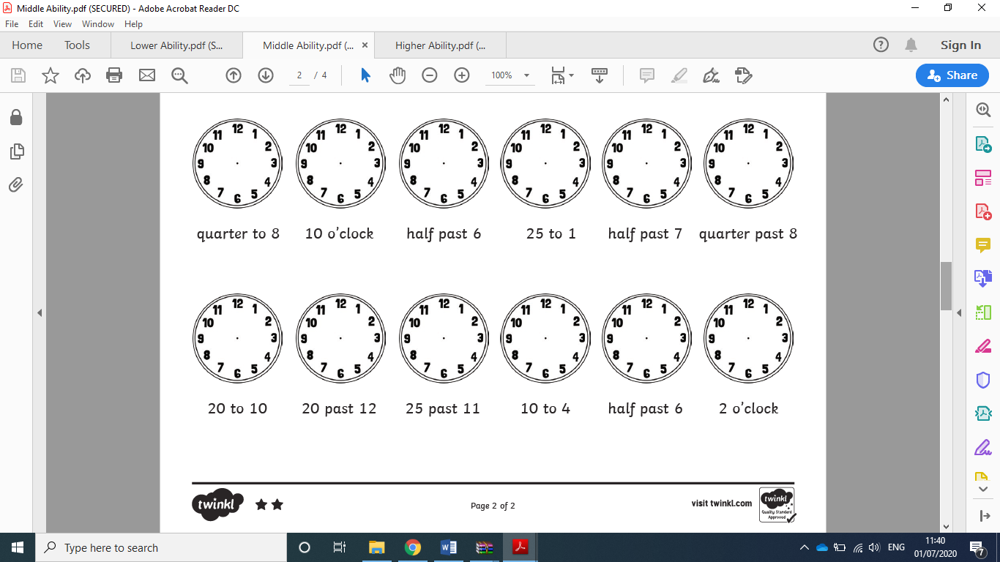 Middle Ability.pdf (SECURED) - Adobe Acrobat Reader DC
File Edit View Window Help
Home Tools Lower Ability.pdf (S... Middle Ability.pdf (... × Higher Ability.pdf (... Sign In
2 / 4 100% Share
12 1 2 3 4 5 6 7 8 9 10 11
12 1 2 3 4 5 6 7 8 9 10 11
12 1 2 3 4 5 6 7 8 9 10 11
12 1 2 3 4 5 6 7 8 9 10 11
12 1 2 3 4 5 6 7 8 9 10 11
12 1 2 3 4 5 6 7 8 9 10 11
quarter to 8 10 o'clock half past 6 25 to 1 half past 7 quarter past 8
12 1 2 3 4 5 6 7 8 9 10 11
12 1 2 3 4 5 6 7 8 9 10 11
12 1 2 3 4 5 6 7 8 9 10 11
12 1 2 3 4 5 6 7 8 9 10 11
12 1 2 3 4 5 6 7 8 9 10 11
12 1 2 3 4 5 6 7 8 9 10 11
20 to 10 20 past 12 25 past 11 10 to 4 half past 6 2 o'clock
twinkl Page 2 of 2 visit twinkl.com twinkl
Quality Standard
Approved
Type here to search ENG 11:40
01/07/2020 7